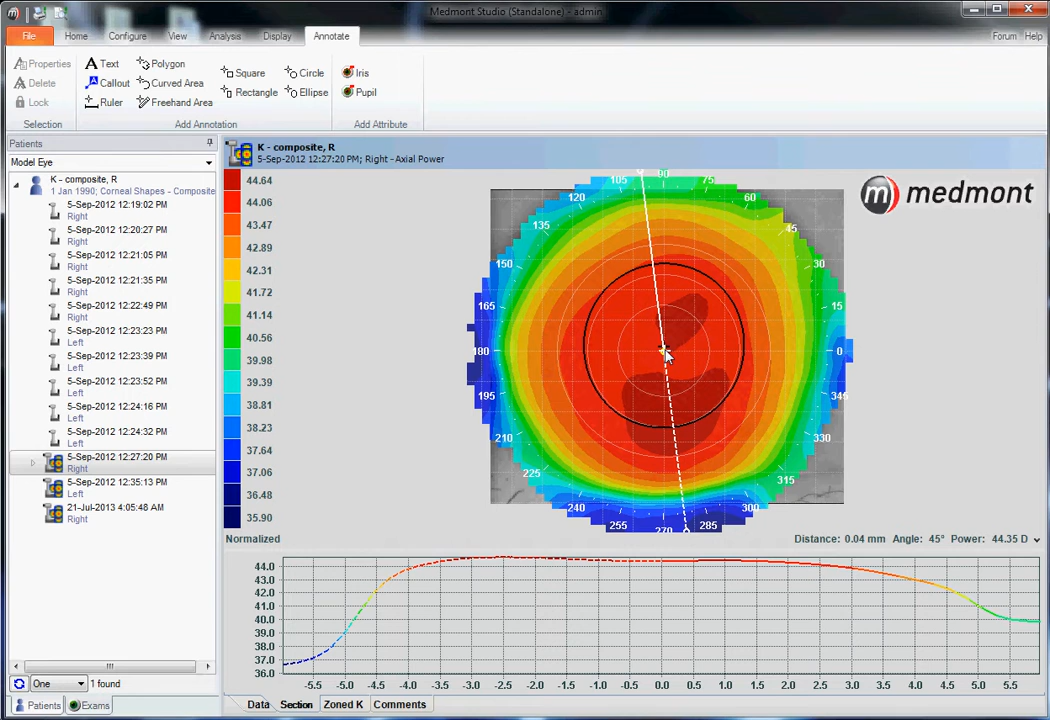 Medmont Studio (Standalone) - admin
File Home Configure View Analysis Display Annotate Forum Help
Properties
Delete
Lock
Selection
Text
Callout
Ruler
Polygon
Curved Area
Freehand Area
Square
Rectangle
Circle
Ellipse
Add Annotation
Iris
Pupil
Add Attribute
Patients
Model Eye
K - composite, R
1 Jan 1990; Corneal Shapes - Composite
5-Sep-2012 12:19:02 PM
Right
5-Sep-2012 12:20:27 PM
Right
5-Sep-2012 12:21:05 PM
Right
5-Sep-2012 12:21:35 PM
Right
5-Sep-2012 12:22:49 PM
Right
5-Sep-2012 12:23:23 PM
Left
5-Sep-2012 12:23:39 PM
Left
5-Sep-2012 12:23:52 PM
Left
5-Sep-2012 12:24:16 PM
Left
5-Sep-2012 12:24:32 PM
Left
5-Sep-2012 12:27:20 PM
Right
5-Sep-2012 12:35:13 PM
Left
21-Jul-2013 4:05:48 AM
Right
One
1 found
Patients
Exams
K - composite, R
5-Sep-2012 12:27:20 PM; Right - Axial Power
44.64
44.06
43.47
42.89
42.31
41.72
41.14
40.56
39.98
39.39
38.81
38.23
37.64
37.06
36.48
35.90
medmont
105 90 75
120 60
135 45
150 30
165 15
180 0
195 345
210 330
225 315
240 300
255 270 285
Normalized
Distance: 0.04 mm Angle: 45° Power: 44.35 D
44.0
43.0
42.0
41.0
40.0
39.0
38.0
37.0
36.0
-5.5 -5.0 -4.5 -4.0 -3.5 -3.0 -2.5 -2.0 -1.5 -1.0 -0.5 0.0 0.5 1.0 1.5 2.0 2.5 3.0 3.5 4.0 4.5 5.0 5.5
Data Section Zoned K Comments